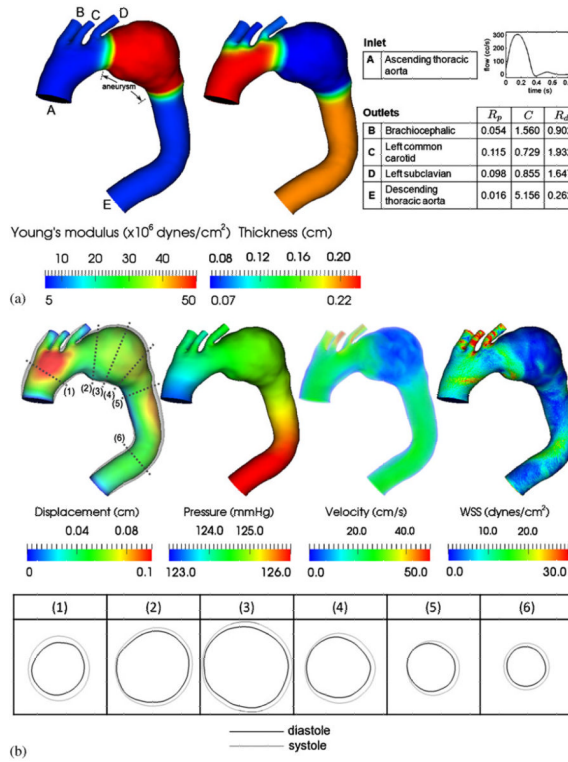 B C D
Inlet
A Ascending thoracic aorta
flow (cc/s)
300
200
100
0
0 0.4
time (s)
aneurysm
A
E
Outlets R_p C R_d
B Brachiocephalic 0.054 1.560
C Left common carotid 0.115 0.729
D Left subclavian 0.098 0.855
E Descending thoracic aorta 0.016 5.156
Young's modulus (x10^6 dynes/cm^2) Thickness (cm)
10 20 30 40 0.08 0.12 0.16 0.20
5 50 0.07 0.22
(a)
(1) (2) (3) (4) (5) (6)
Displacement (cm) Pressure (mmHg) Velocity (cm/s) WSS (dynes/cm^2)
0.04 0.08 124.0 125.0 20.0 40.0 10.0 20.0
0 0.1 123.0 126.0 0.0 50.0 0.0 30.0
(1) (2) (3) (4) (5) (6)
diastole
systole
(b)